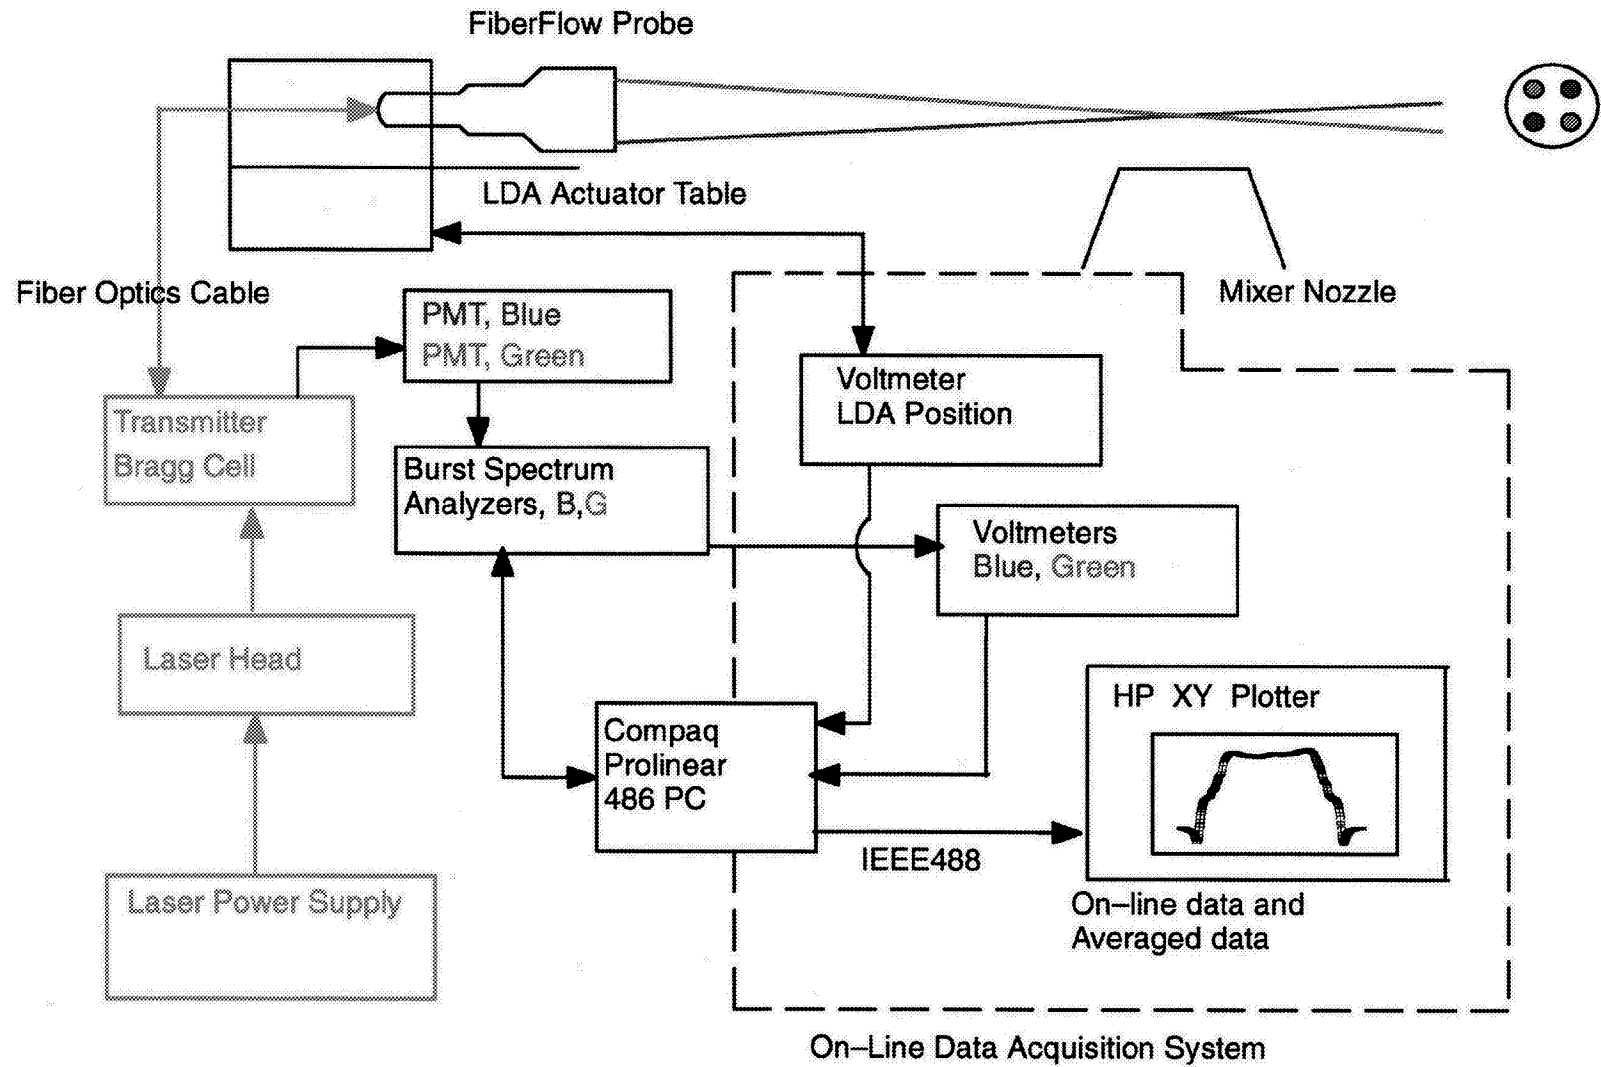 FiberFlow Probe
LDA Actuator Table
Fiber Optics Cable
Mixer Nozzle
PMT, Blue
PMT, Green
Voltmeter
LDA Position
Transmitter
Bragg Cell
Burst Spectrum
Analyzers, B,G
Voltmeters
Blue, Green
Laser Head
HP XY Plotter
Compaq
Prolinear
486 PC
IEEE488
Laser Power Supply
On–line data and
Averaged data
On–Line Data Acquisition System